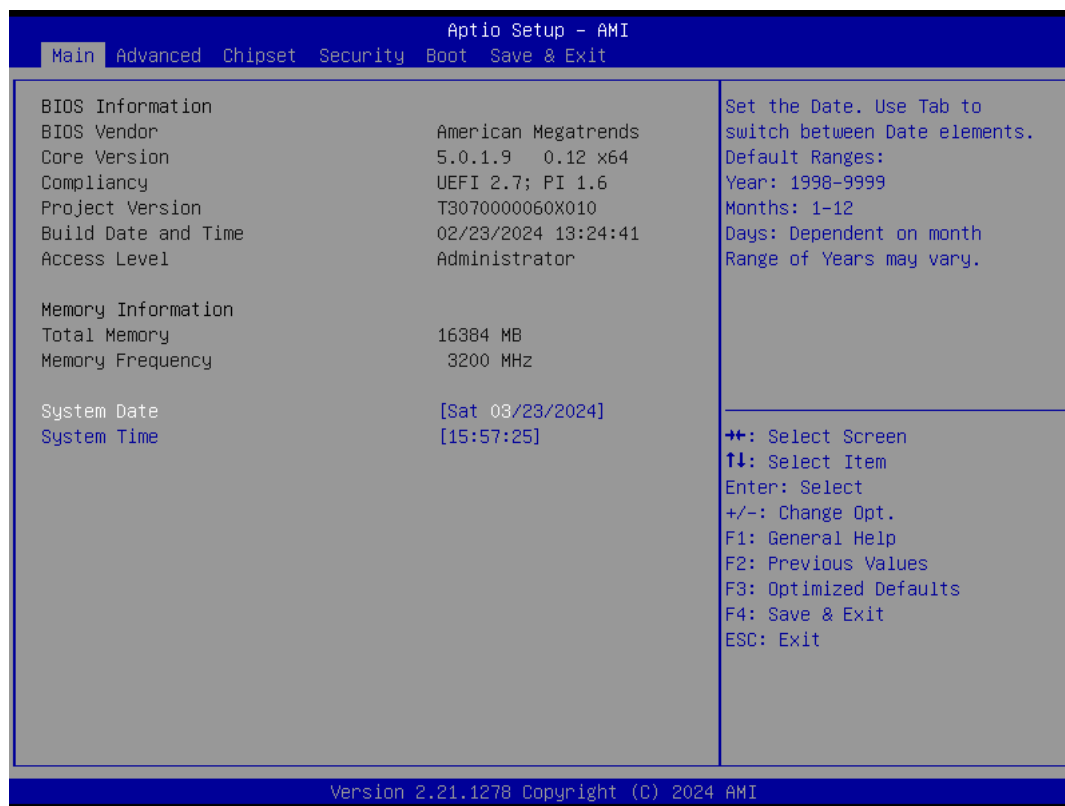 Aptio Setup – AMI
Main Advanced Chipset Security Boot Save & Exit
BIOS Information
BIOS Vendor American Megatrends
Core Version 5.0.1.9 0.12 x64
Compliancy UEFI 2.7; PI 1.6
Project Version T3070000060X010
Build Date and Time 02/23/2024 13:24:41
Access Level Administrator
Memory Information
Total Memory 16384 MB
Memory Frequency 3200 MHz
System Date [Sat 03/23/2024]
System Time [15:57:25]
Set the Date. Use Tab to
switch between Date elements.
Default Ranges:
Year: 1998-9999
Months: 1-12
Days: Dependent on month
Range of Years may vary.
→←: Select Screen
↑↓: Select Item
Enter: Select
+/-: Change Opt.
F1: General Help
F2: Previous Values
F3: Optimized Defaults
F4: Save & Exit
ESC: Exit
Version 2.21.1278 Copyright (C) 2024 AMI